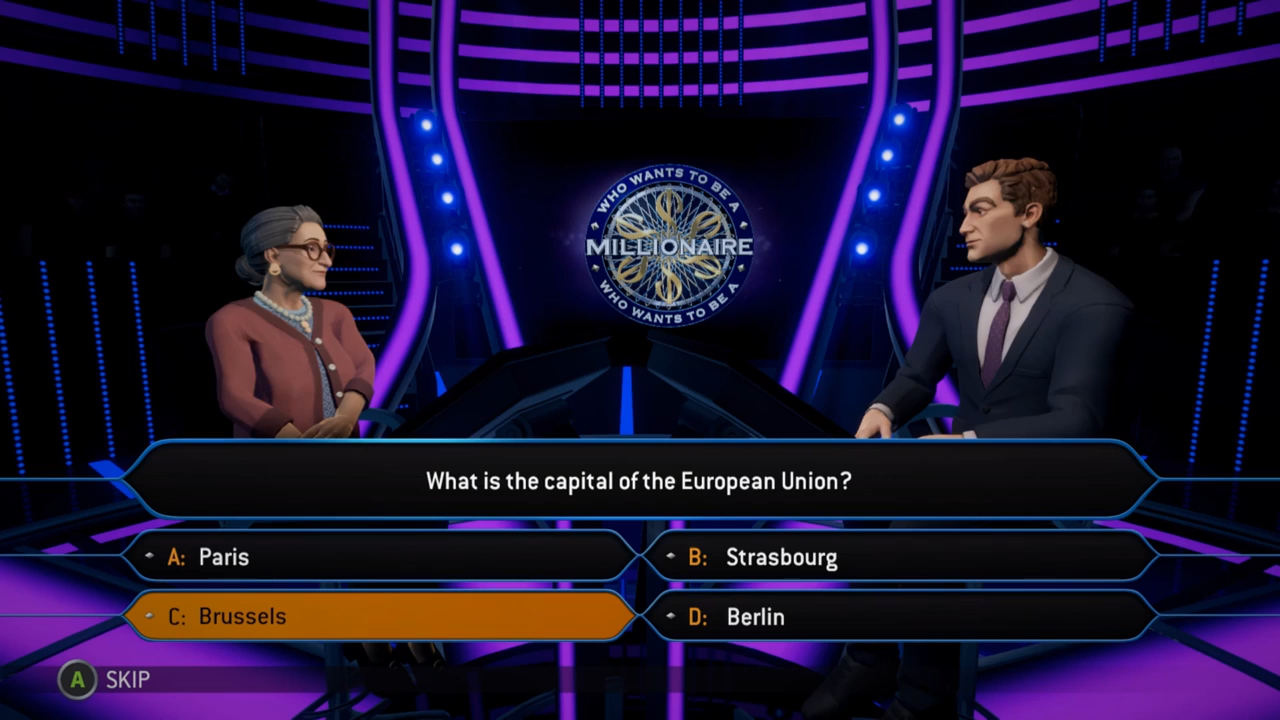 WHO WANTS TO BE A
MILLIONAIRE
WHO WANTS TO BE A
What is the capital of the European Union?
A: Paris
B: Strasbourg
C: Brussels
D: Berlin
A SKIP